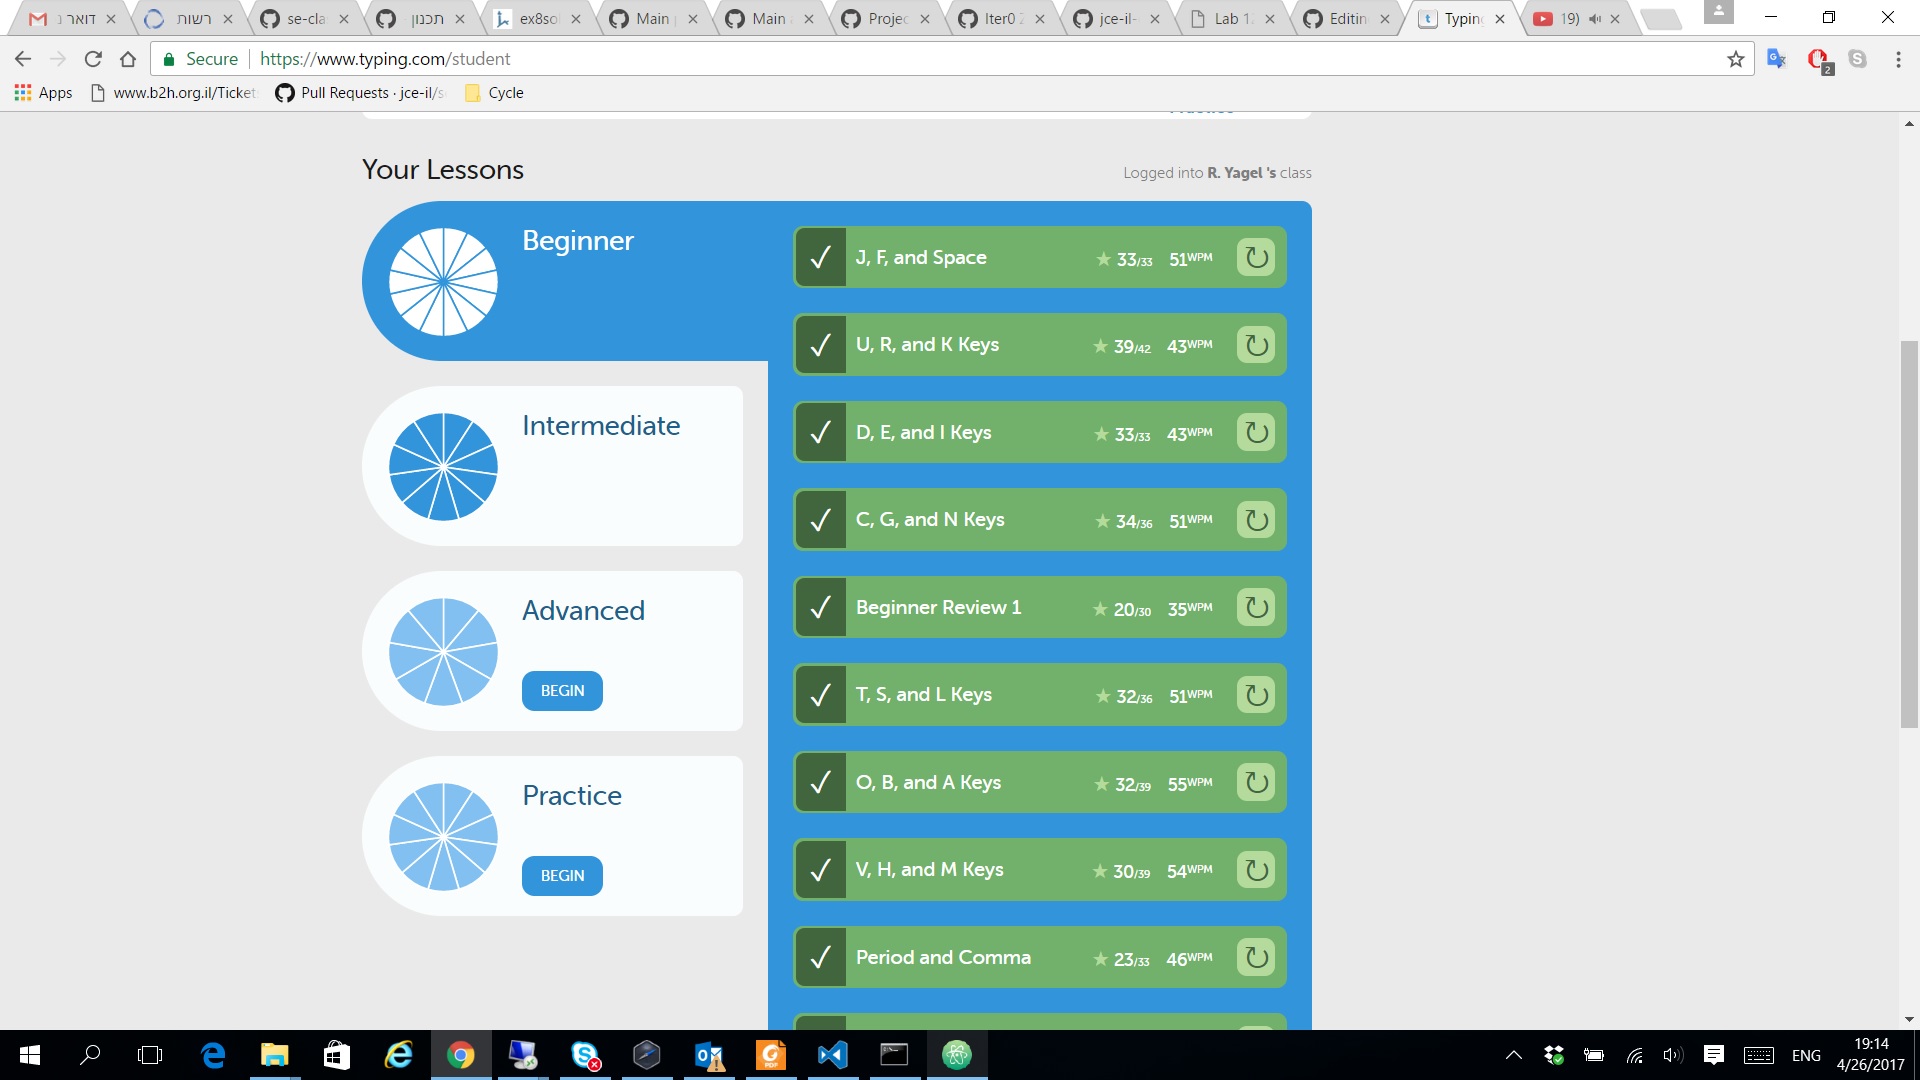 דואר נ
רשות
se-cla
תכנון
ex8so
Main
Main
Projec
Iter0
jce-il-
Lab 1
Editin
Typing
19)
Secure
https://www.typing.com/student
Apps
www.b2h.org.il/Ticket
Pull Requests · jce-il/s
Cycle
Your Lessons
Logged into R. Yagel 's class
Beginner
Intermediate
Advanced
BEGIN
Practice
BEGIN
J, F, and Space ★ 33/33 51WPM
U, R, and K Keys ★ 39/42 43WPM
D, E, and I Keys ★ 33/33 43WPM
C, G, and N Keys ★ 34/36 51WPM
Beginner Review 1 ★ 20/30 35WPM
T, S, and L Keys ★ 32/36 51WPM
O, B, and A Keys ★ 32/39 55WPM
V, H, and M Keys ★ 30/39 54WPM
Period and Comma ★ 23/33 46WPM
ENG
19:14
4/26/2017